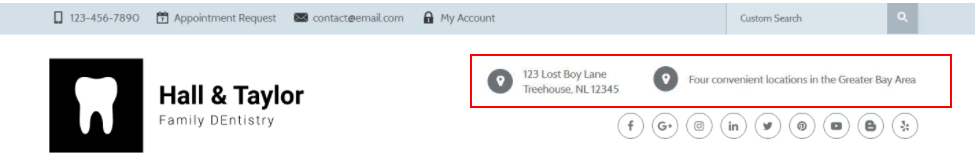 123-456-7890 Appointment Request contact@email.com My Account Custom Search
123 Lost Boy Lane
Treehouse, NL 12345
Four convenient locations in the Greater Bay Area
Hall & Taylor
Family DEntistry